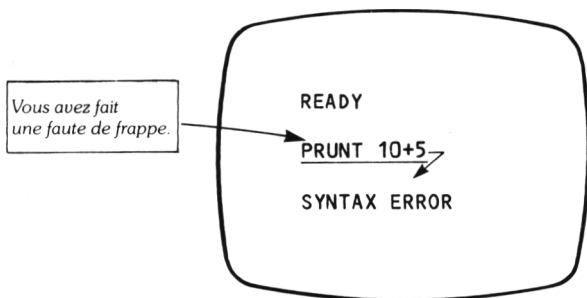 Vous avez fait
une faute de frappe.
READY
PRUNT 10+5
SYNTAX ERROR